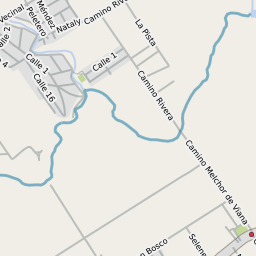 Vecinal
Méndez
Peletero
Nataly
Camino Rivera
La Pista
Calle 2
Calle 1
Calle 1
Calle 16
Camino Rivera
Camino Melchor de Viana
Bosco
Selene